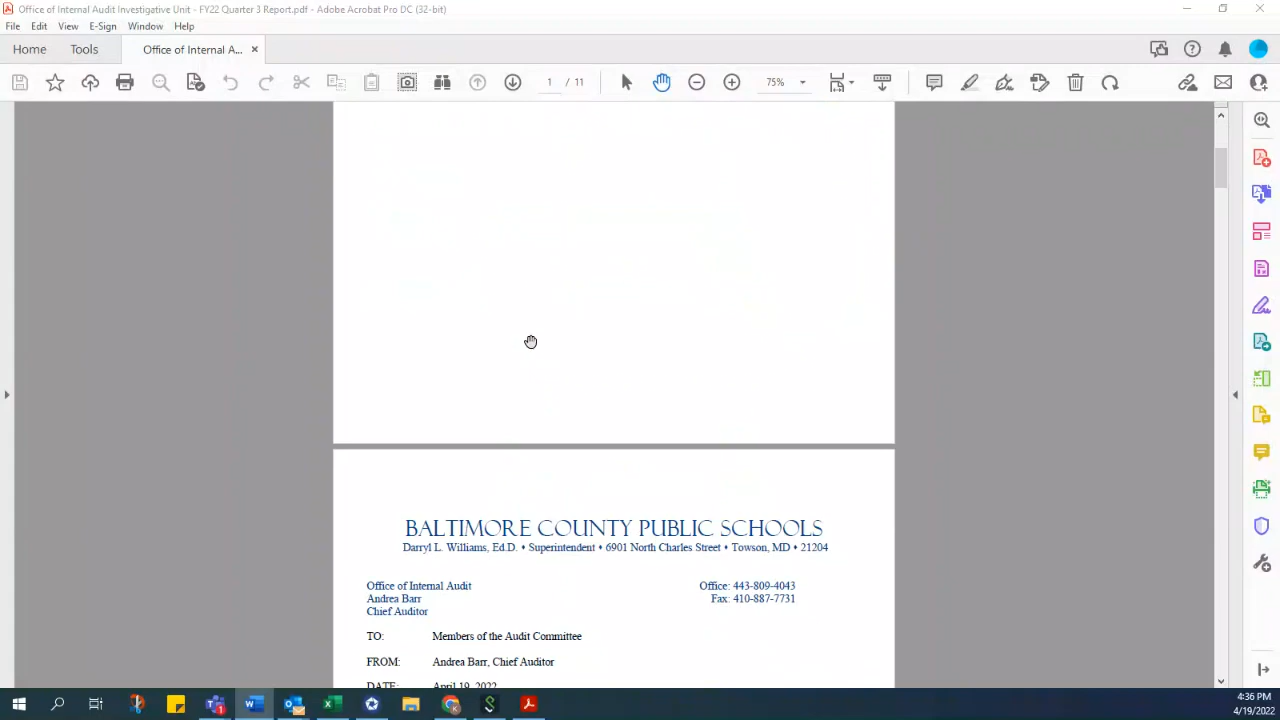 Office of Internal Audit Investigative Unit - FY22 Quarter 3 Report.pdf - Adobe Acrobat Pro DC (32-bit)
File Edit View E-Sign Window Help
Home Tools Office of Internal A... ×
1 / 11 75%
BALTIMORE COUNTY PUBLIC SCHOOLS
Darryl L. Williams, Ed.D. • Superintendent • 6901 North Charles Street • Towson, MD • 21204
Office of Internal Audit Office: 443-809-4043
Andrea Barr Fax: 410-887-7731
Chief Auditor
TO: Members of the Audit Committee
FROM: Andrea Barr, Chief Auditor
DATE: April 19, 2022
4:36 PM
4/19/2022